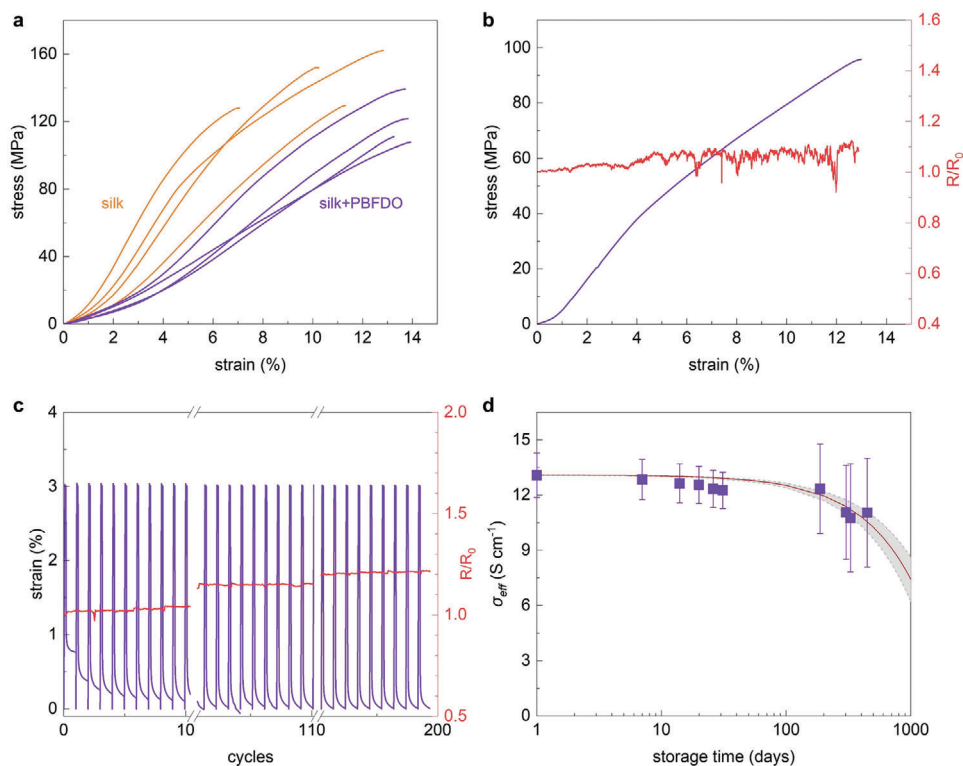 a
stress (MPa)
160
120
80
40
0
silk
silk+PBFDO
0 2 4 6 8 10 12 14
strain (%)
b
stress (MPa)
100
80
60
40
20
0
1.6
1.4
1.2
1.0
0.8
0.6
0.4
R/R0
0 2 4 6 8 10 12 14
strain (%)
c
strain (%)
4
3
2
1
0
2.0
1.5
1.0
0.5
R/R0
0 10 110 200
cycles
d
σeff (S cm⁻¹)
15
12
9
6
3
0
1 10 100 1000
storage time (days)